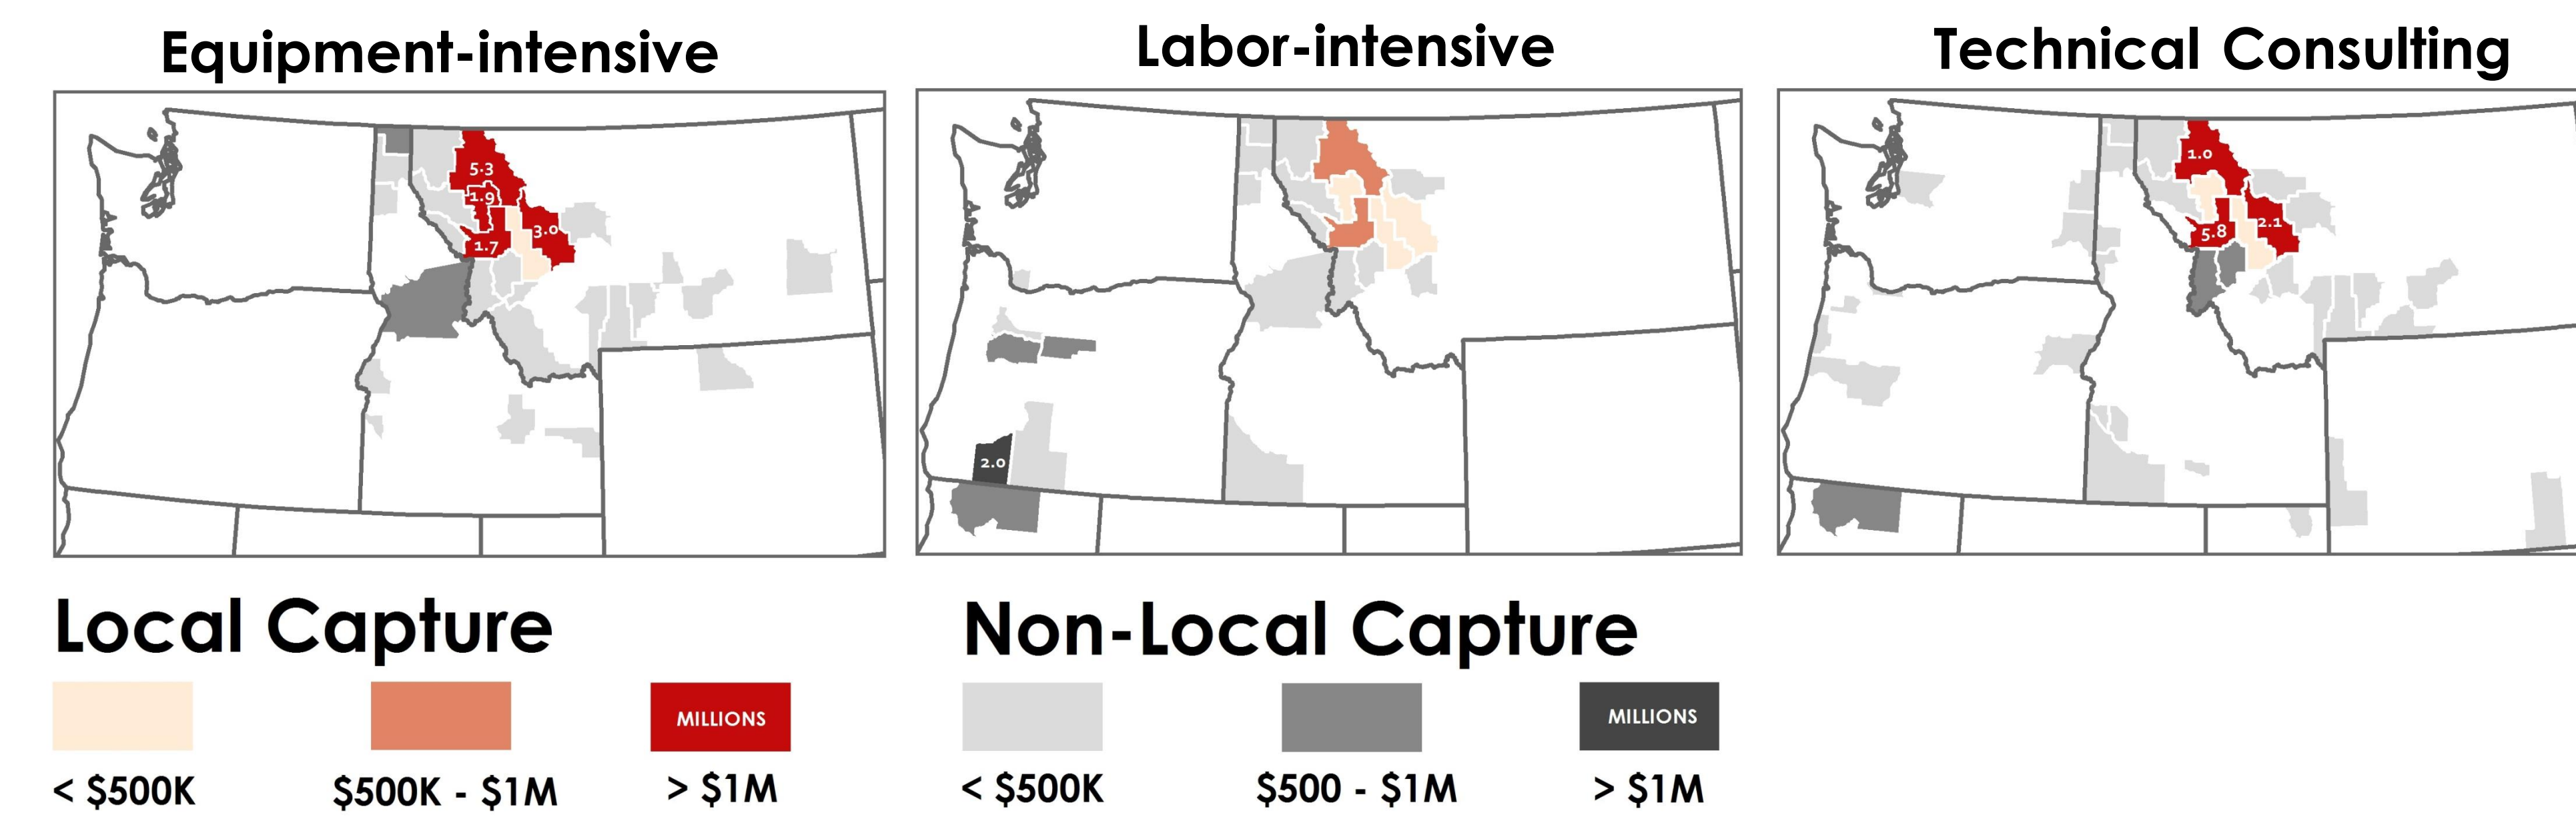 Equipment-intensive
Labor-intensive
Technical Consulting
5.3
1.9
3.0
1.7
2.0
1.0
2.1
5.8
Local Capture
Non-Local Capture
MILLIONS
MILLIONS
< $500K
$500K - $1M
> $1M
< $500K
$500 - $1M
> $1M